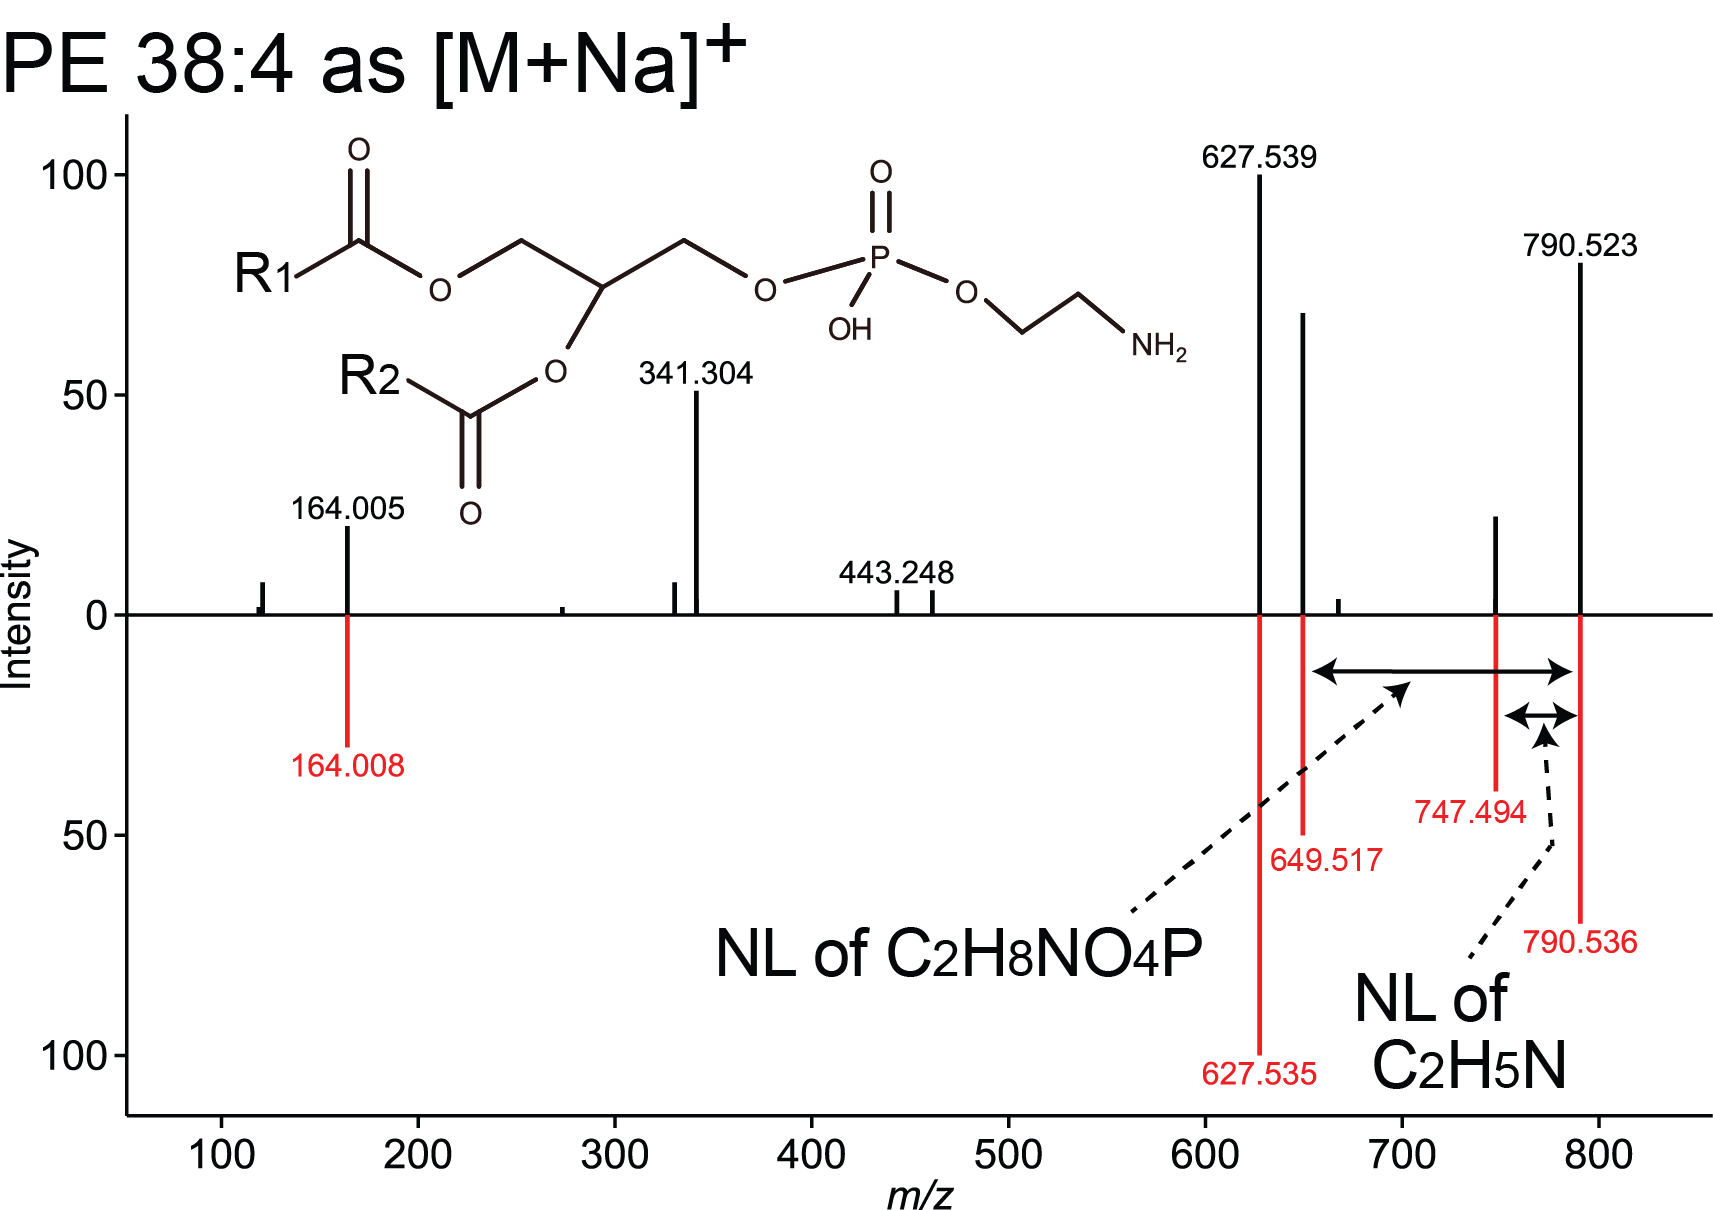 PE 38:4 as [M+Na]+
O
O
P
O
O
O
OH
NH2
R1
R2
O
O
627.539
790.523
341.304
164.005
443.248
164.008
747.494
649.517
790.536
627.535
NL of C2H8NO4P
NL of
C2H5N
Intensity
100
50
0
50
100
100 200 300 400 500 600 700 800
m/z